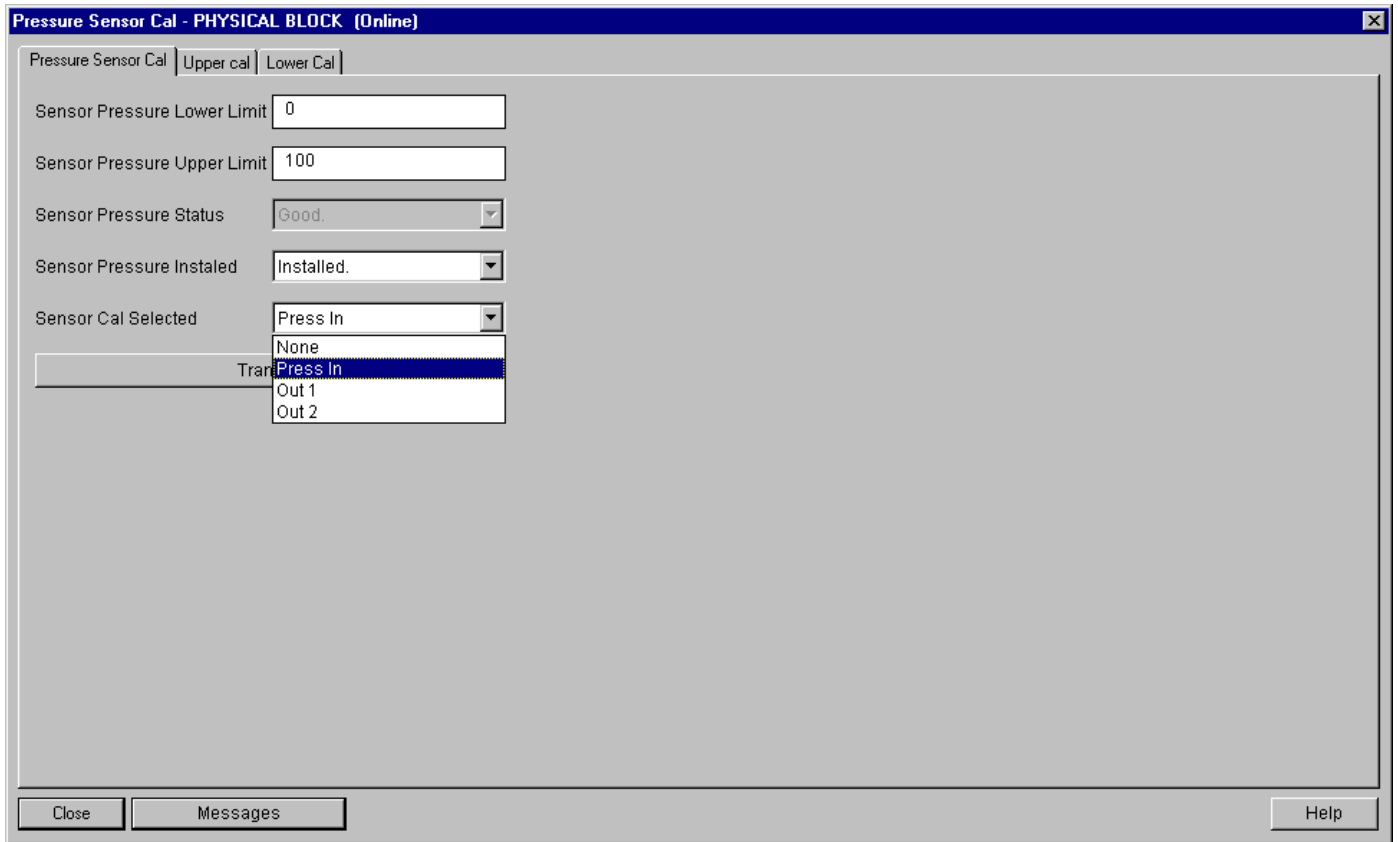 Pressure Sensor Cal - PHYSICAL BLOCK (Online)
Pressure Sensor Cal Upper cal Lower Cal
Sensor Pressure Lower Limit 0
Sensor Pressure Upper Limit 100
Sensor Pressure Status Good.
Sensor Pressure Instaled Installed.
Sensor Cal Selected Press In
None
Press In
Out 1
Out 2
Close Messages Help